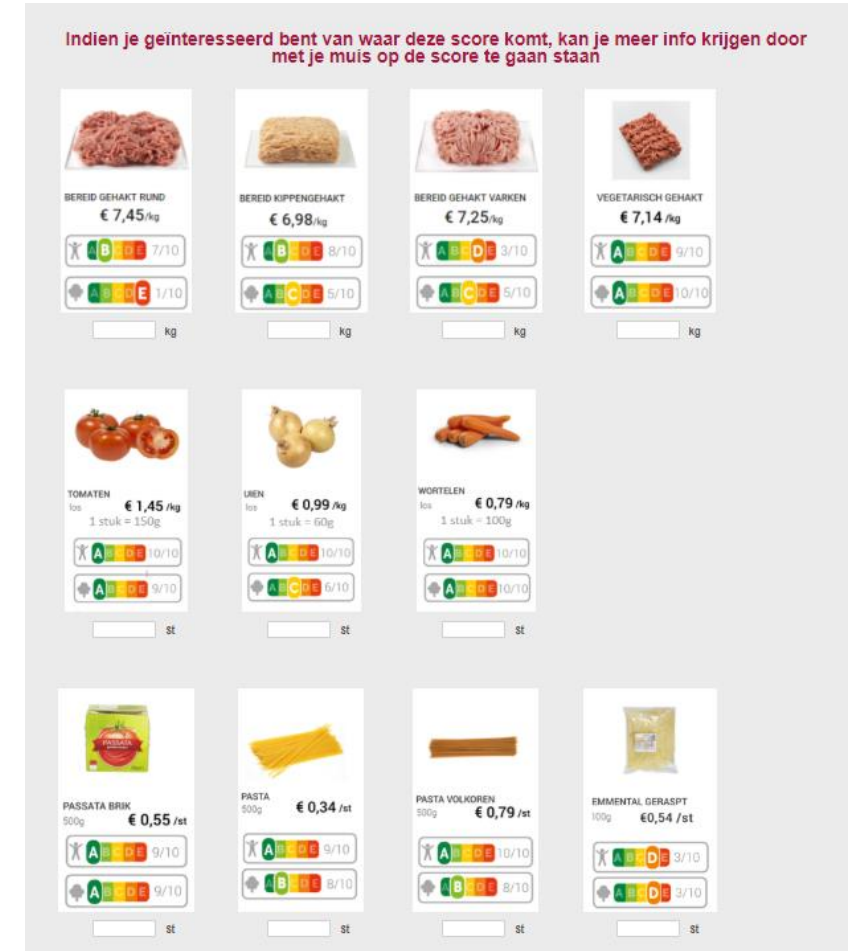 Indien je geïnteresseerd bent van waar deze score komt, kan je meer info krijgen door
met je muis op de score te gaan staan
BEREID GEHAKT RUND
€ 7,45/kg
A B C D E 7/10
A B C D E 1/10
kg
BEREID KIPPENGEHAKT
€ 6,98/kg
A B C D E 8/10
A B C D E 5/10
kg
BEREID GEHAKT VARKEN
€ 7,25/kg
A B C D E 3/10
A B C D E 5/10
kg
VEGETARISCH GEHAKT
€ 7,14 /kg
A B C D E 9/10
A B C D E 10/10
kg
TOMATEN
los € 1,45 /kg
1 stuk = 150g
A B C D E 10/10
A B C D E 9/10
st
UIEN
los € 0,99 /kg
1 stuk = 60g
A B C D E 10/10
A B C D E 6/10
st
WORTELEN
los € 0,79 /kg
1 stuk = 100g
A B C D E 10/10
A B C D E 10/10
st
PASSATA
PASSATA BRIK
500g € 0,55 /st
A B C D E 9/10
A B C D E 9/10
st
PASTA
500g € 0,34 /st
A B C D E 9/10
A B C D E 8/10
st
PASTA VOLKOREN
500g € 0,79 /st
A B C D E 10/10
A B C D E 8/10
st
EMMENTAL GERASPT
100g €0,54 /st
A B C D E 3/10
A B C D E 3/10
st